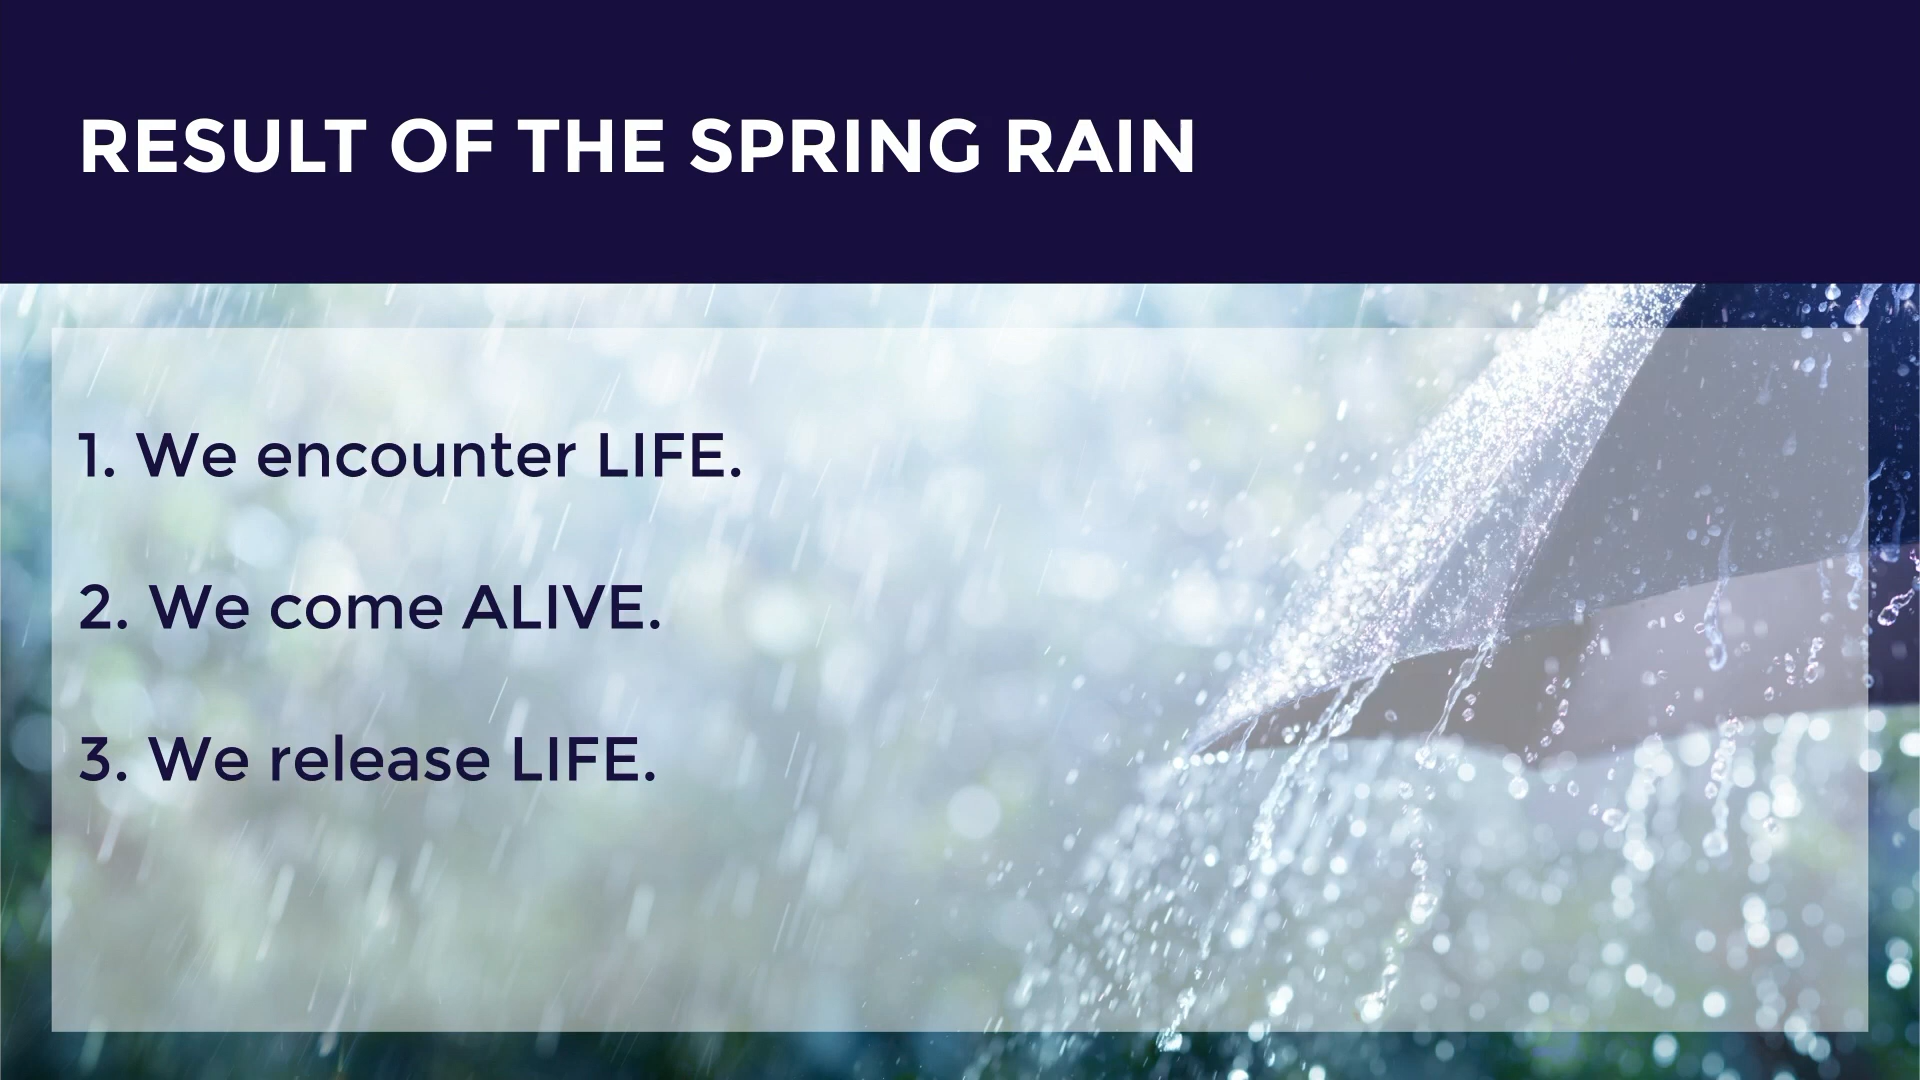 RESULT OF THE SPRING RAIN
1. We encounter LIFE.
2. We come ALIVE.
3. We release LIFE.